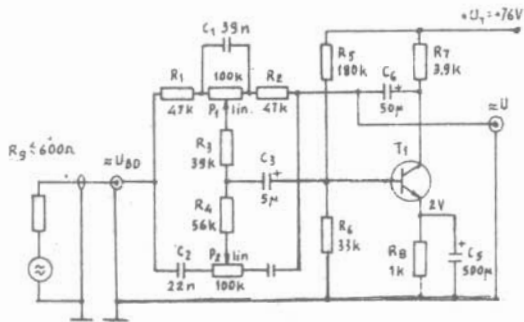 C1 39n
+U1=+26V
R1
47k
100k
P1 lin.
R2
47k
R5
180k
R7
3,9k
C6
50μ
+
≈U
Rg ≤600Ω
≈UBD
R3
39k
C3
+
5μ
T1
R4
56k
2V
C2
22n
P2 lin
100k
R6
33k
R8
1k
+
C5
500μ